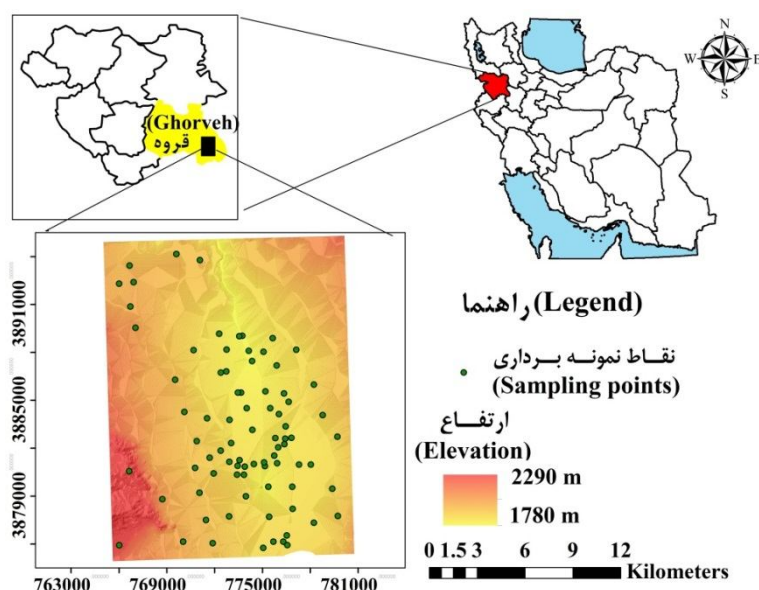 (Ghorveh)
قروه
N
W
E
S
3891000
3885000
3879000
763000
769000
775000
781000
راهنما (Legend)
نقاط نمونه برداری
(Sampling points)
ارتفاع
(Elevation)
2290 m
1780 m
0 1.5 3 6 9 12
Kilometers